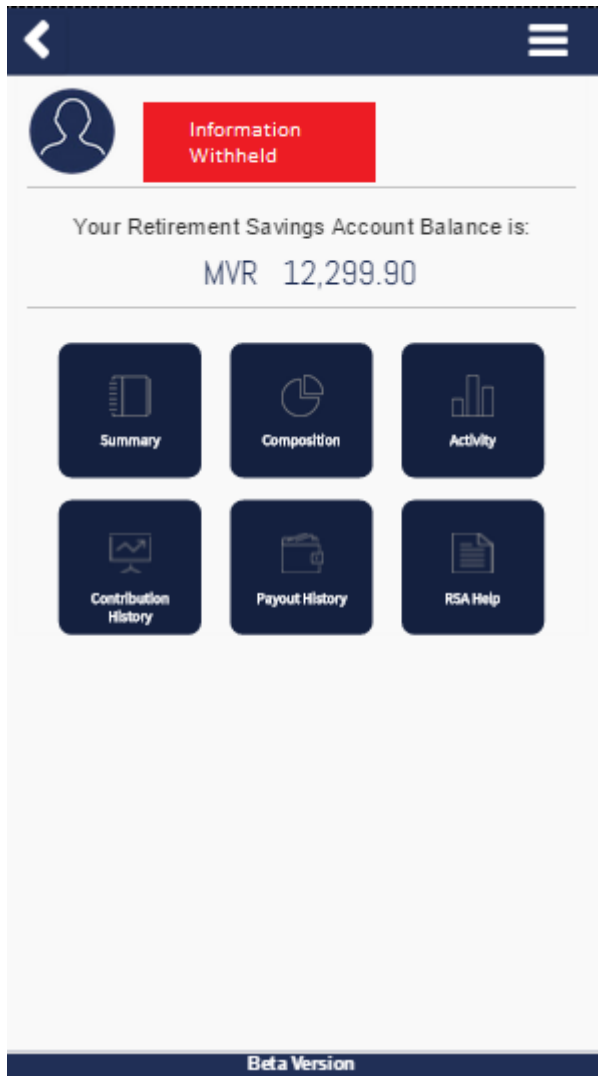 Information
Withheld
Your Retirement Savings Account Balance is:
MVR 12,299.90
Summary
Composition
Activity
Contribution
History
Payout History
RSA Help
Beta Version